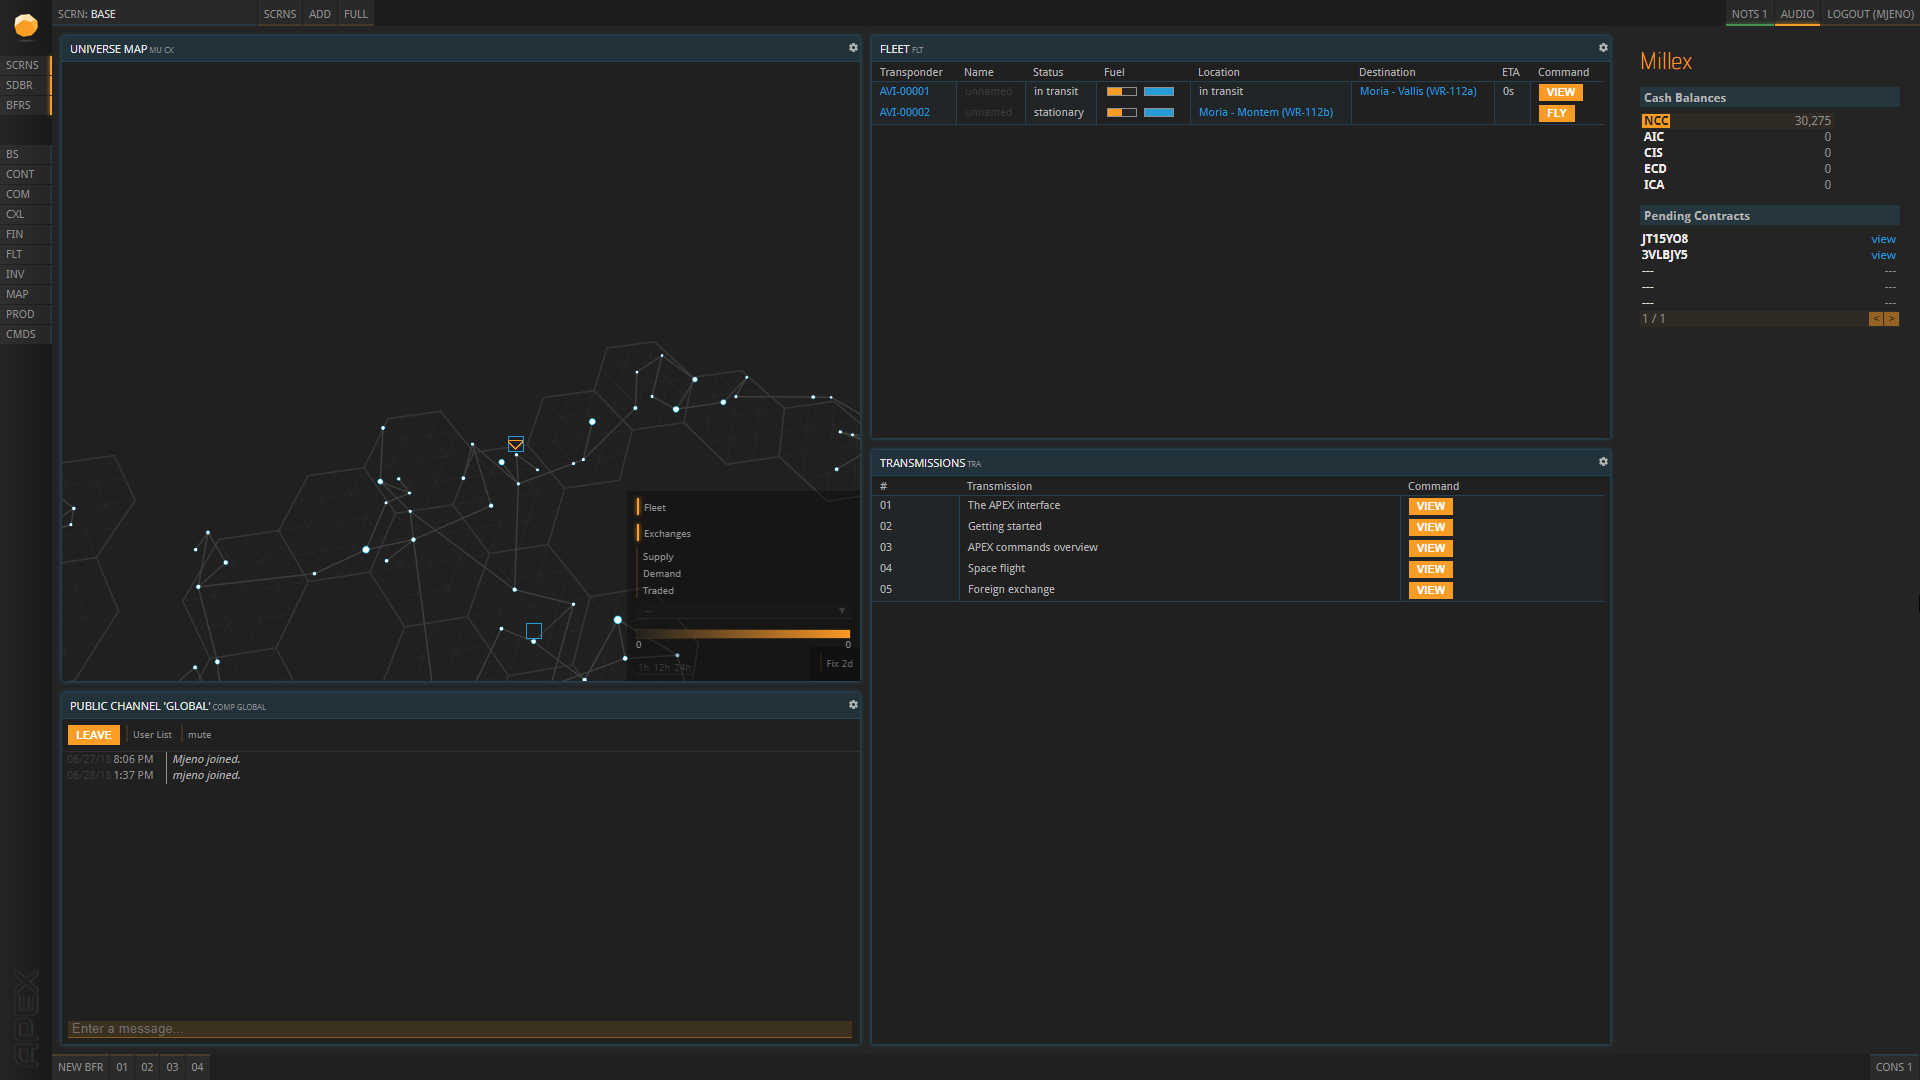 SCRN: BASE
SCRNS ADD FULL
NOTS 1 AUDIO LOGOUT (MJENO)
SCRNS
SDBR
BFRS
BS
CONT
COM
CXL
FIN
FLT
INV
MAP
PROD
CMDS
APEX
UNIVERSE MAP MU CX
Fleet
Exchanges
Supply
Demand
Traded
--
0 0
1h 12h 24h
Fix 2d
PUBLIC CHANNEL 'GLOBAL' COMP GLOBAL
LEAVE User List mute
06/27/18 8:06 PM Mjeno joined.
06/28/18 1:37 PM mjeno joined.
Enter a message...
FLEET FLT
Transponder Name Status Fuel Location Destination ETA Command
AVI-00001 unnamed in transit in transit Moria - Vallis (WR-112a) 0s VIEW
AVI-00002 unnamed stationary Moria - Montem (WR-112b) FLY
TRANSMISSIONS TRA
# Transmission Command
01 The APEX interface VIEW
02 Getting started VIEW
03 APEX commands overview VIEW
04 Space flight VIEW
05 Foreign exchange VIEW
Millex
Cash Balances
NCC 30,275
AIC 0
CIS 0
ECD 0
ICA 0
Pending Contracts
JT15YO8 view
3VLBJY5 view
--- ---
--- ---
--- ---
1 / 1 < >
NEW BFR 01 02 03 04
CONS 1